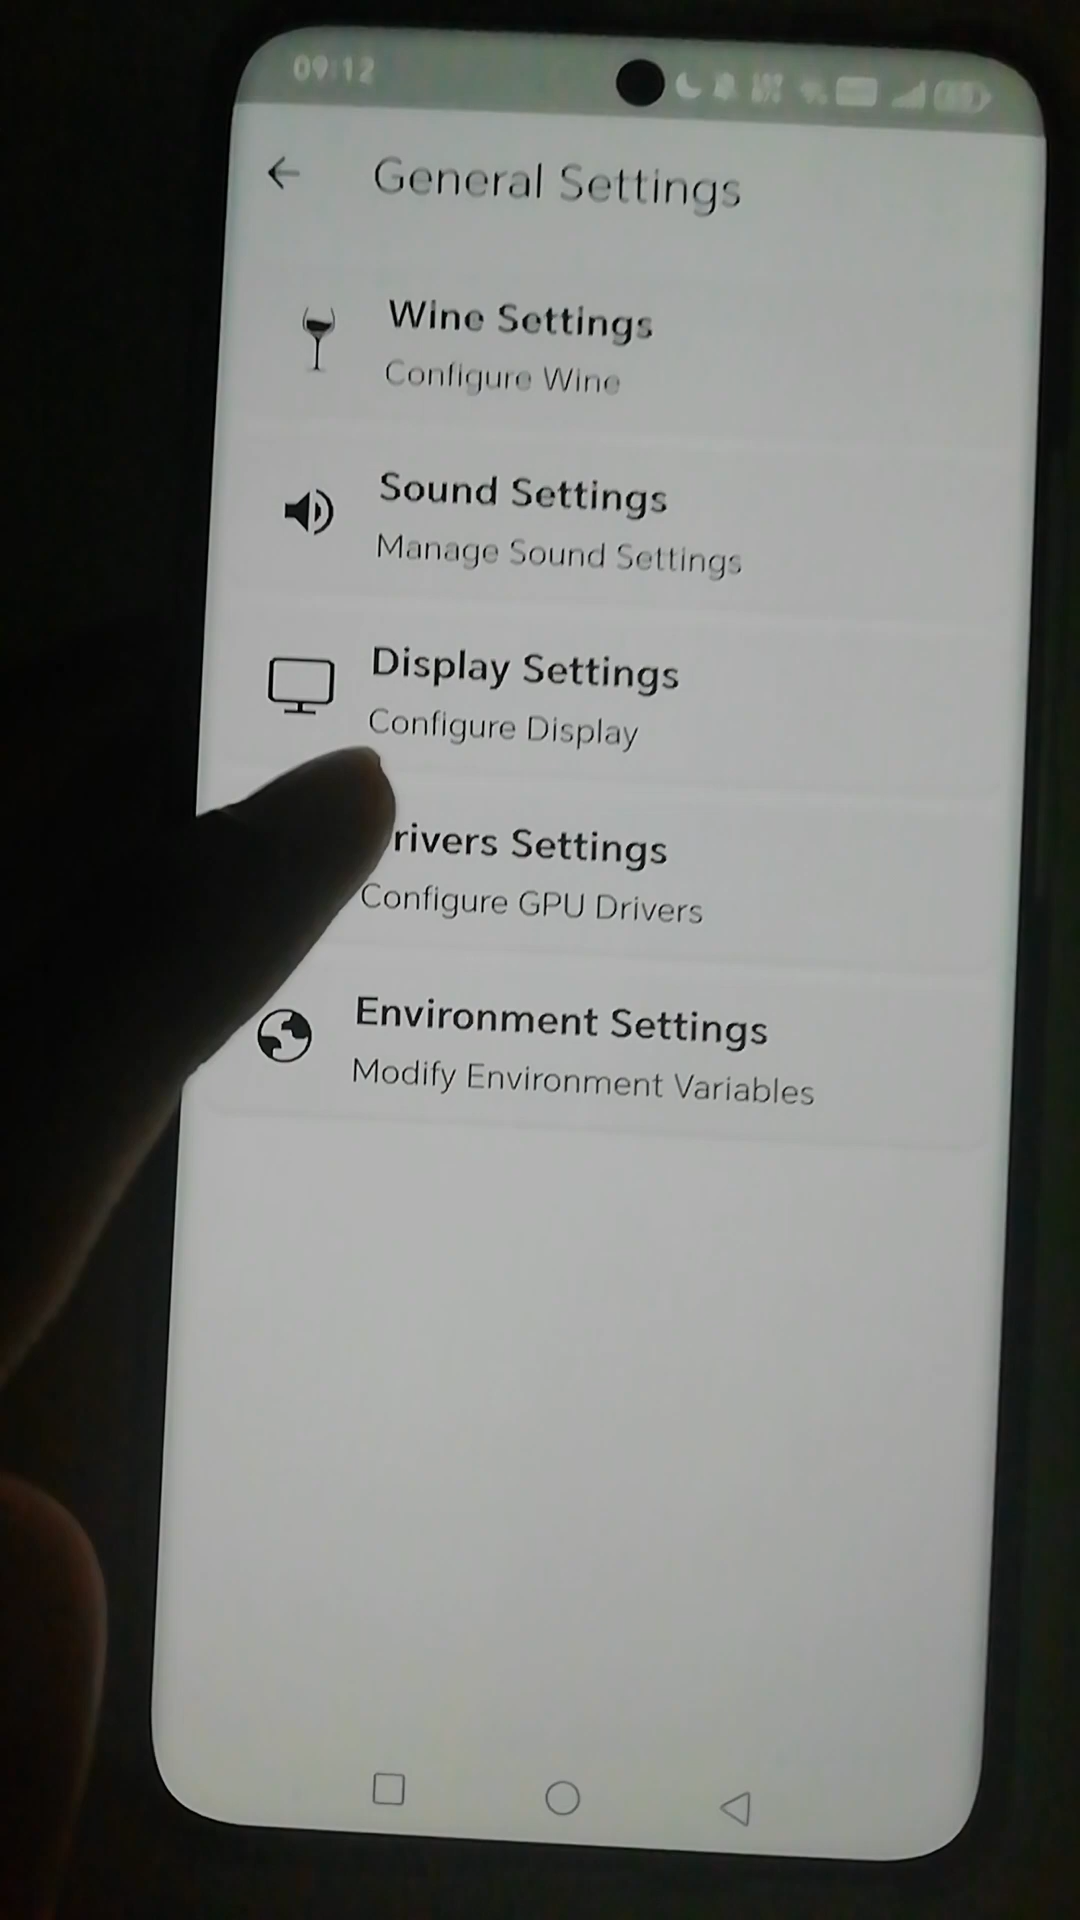 09:12
General Settings
Wine Settings
Configure Wine
Sound Settings
Manage Sound Settings
Display Settings
Configure Display
rivers Settings
Configure GPU Drivers
Environment Settings
Modify Environment Variables